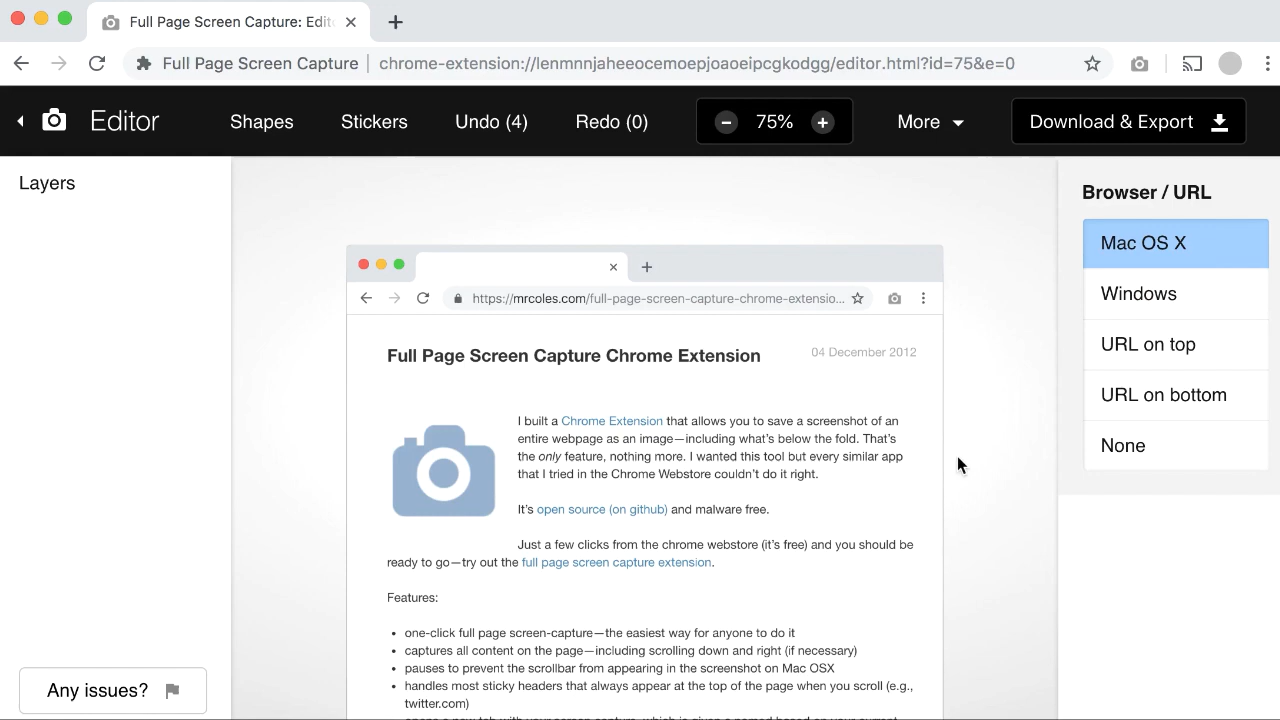 Full Page Screen Capture: Edit
Full Page Screen Capture | chrome-extension://lenmnnjaheeocemoepjoaoeipcgkodgg/editor.html?id=75&e=0
Editor Shapes Stickers Undo (4) Redo (0) 75% More Download & Export
Layers
https://mrcoles.com/full-page-screen-capture-chrome-extensio...
Full Page Screen Capture Chrome Extension 04 December 2012
I built a Chrome Extension that allows you to save a screenshot of an
entire webpage as an image—including what's below the fold. That's
the only feature, nothing more. I wanted this tool but every similar app
that I tried in the Chrome Webstore couldn't do it right.
It's open source (on github) and malware free.
Just a few clicks from the chrome webstore (it's free) and you should be
ready to go—try out the full page screen capture extension.
Features:
• one-click full page screen-capture—the easiest way for anyone to do it
• captures all content on the page—including scrolling down and right (if necessary)
• pauses to prevent the scrollbar from appearing in the screenshot on Mac OSX
• handles most sticky headers that always appear at the top of the page when you scroll (e.g.,
twitter.com)
Any issues?
Browser / URL
Mac OS X
Windows
URL on top
URL on bottom
None